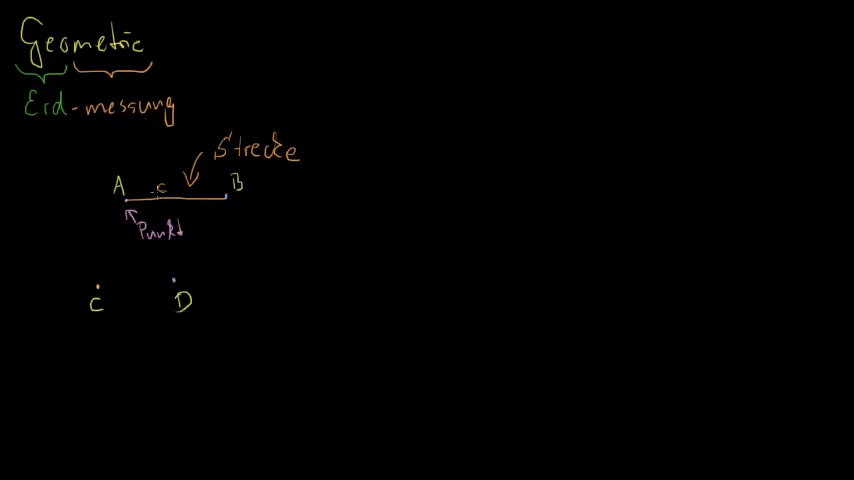 Geometrie
Erd-messung
Strecke
A c B
Punkt
C D